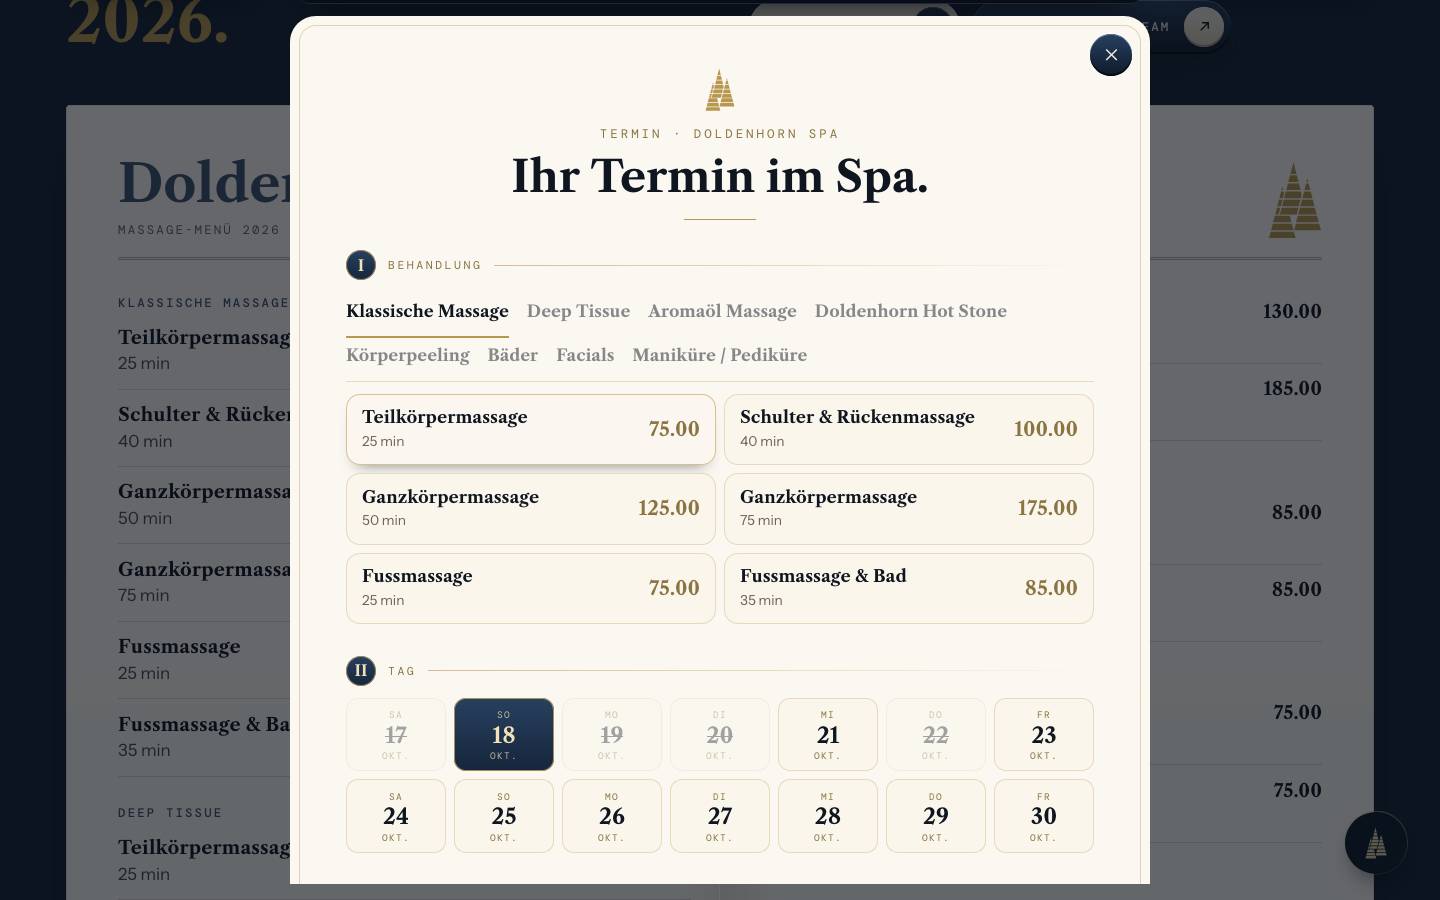 2026.
EAM
TERMIN · DOLDENHORN SPA
Ihr Termin im Spa.
I BEHANDLUNG
Klassische Massage Deep Tissue Aromaöl Massage Doldenhorn Hot Stone
Körperpeeling Bäder Facials Maniküre / Pediküre
Teilkörpermassage
25 min
75.00
Schulter & Rückenmassage
40 min
100.00
Ganzkörpermassage
50 min
125.00
Ganzkörpermassage
75 min
175.00
Fussmassage
25 min
75.00
Fussmassage & Bad
35 min
85.00
II TAG
SA SO MO DI MI DO FR
17 18 19 20 21 22 23
OKT. OKT. OKT. OKT. OKT. OKT. OKT.
SA SO MO DI MI DO FR
24 25 26 27 28 29 30
OKT. OKT. OKT. OKT. OKT. OKT. OKT.
Dolden
MASSAGE-MENÜ 2026
KLASSISCHE MASSAGE
Teilkörpermassag
25 min
Schulter & Rücken
40 min
Ganzkörpermassa
50 min
Ganzkörpermassa
75 min
Fussmassage
25 min
Fussmassage & Ba
35 min
DEEP TISSUE
Teilkörpermassag
25 min
130.00
185.00
85.00
85.00
75.00
75.00